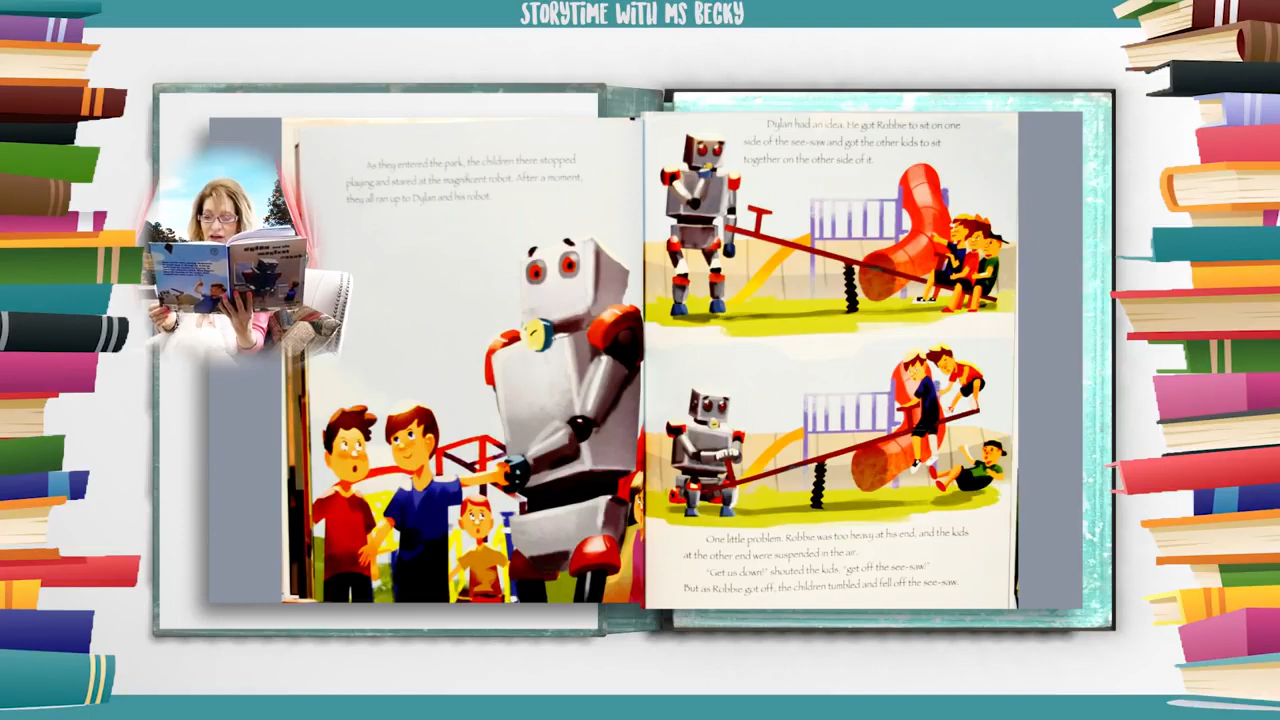 STORYTIME WITH MS BECKY
As they entered the park, the children there stopped
playing and stared at the magnificent robot. After a moment,
they all ran up to Dylan and his robot.
Dylan had an idea. He got Robbie to sit on one
side of the see-saw and got the other kids to sit
together on the other side of it.
One little problem. Robbie was too heavy at his end, and the kids
at the other end were suspended in the air.
"Get us down!" shouted the kids, "get off the see-saw!"
But as Robbie got off, the children tumbled and fell off the see-saw.